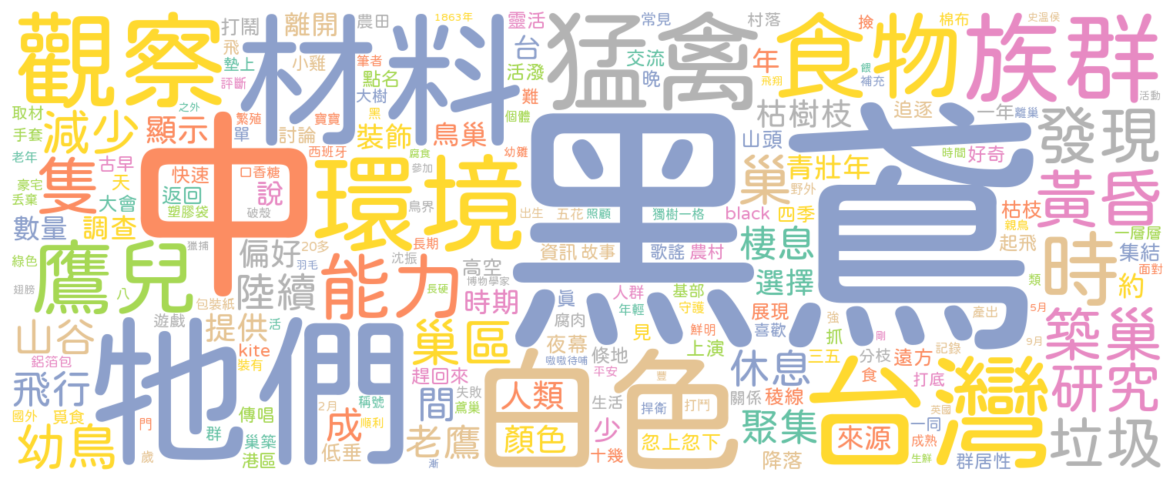 觀察
材料
猛禽
食物
族群
打鬧
離開
農田
1863年
靈活
常見
村落
撿
棉布
史溫侯
飛
小雞
筆者
台
交流
年
餵
飛翔
墊上
點名
活潑
晚
補充
活動
評斷
大樹
難
取材
之外
繁殖
寶寶
黑
個體
枯樹枝
追逐
一年
離巢
發現
手套
減少
顯示
單
討論
裝飾
鳥巢
山頭
時間
好奇
老年
古早
隻
中
快速
口香糖
西班牙
腐食
幼鐵
參加
黑鳶
巢
青壯年
野外
黃昏
豪宅
丟棄
天
大會
返回
說
環境
塑膠袋
破殼
鳥界
出生
五花
照顧
獨樹一格
black
四季
枯枝
親鳥
起飛
一層層
數量
調查
獵捕
偏好
20多
長期
沈振
資訊
故事
歌謠
農村
棲息
集結
面對
綠色
鷹兒
羽毛
高空
博物學家
選擇
時
類
約
翅膀
八
包裝紙
陸續
能力
長硬
時期
真
人群
年輕
基部
守護
展現
喜歡
強
產出
5月
山谷
遊戲
提供
活
牠們
巢區
腐肉
見
鮮明
上演
抓
剛
9月
築巢
鋁箔包
kite
裝有
夜幕
倏地
平安
嗷嗷待哺
三五
分枝
遠方
記錄
飛行
趕回來
白色
豐
休息
食
打底
研究
國外
覓食
2月
稱號
失敗
鳶巢
間
人類
生活
捍衛
打鬥
關係
稜線
台灣
英國
傳唱
順利
門
成
幼鳥
群
巢築
港區
歲
低垂
漸
老鷹
顏色
少
十幾
忽上忽下
聚集
降落
來源
一同
成熟
生鮮
群居性
垃圾